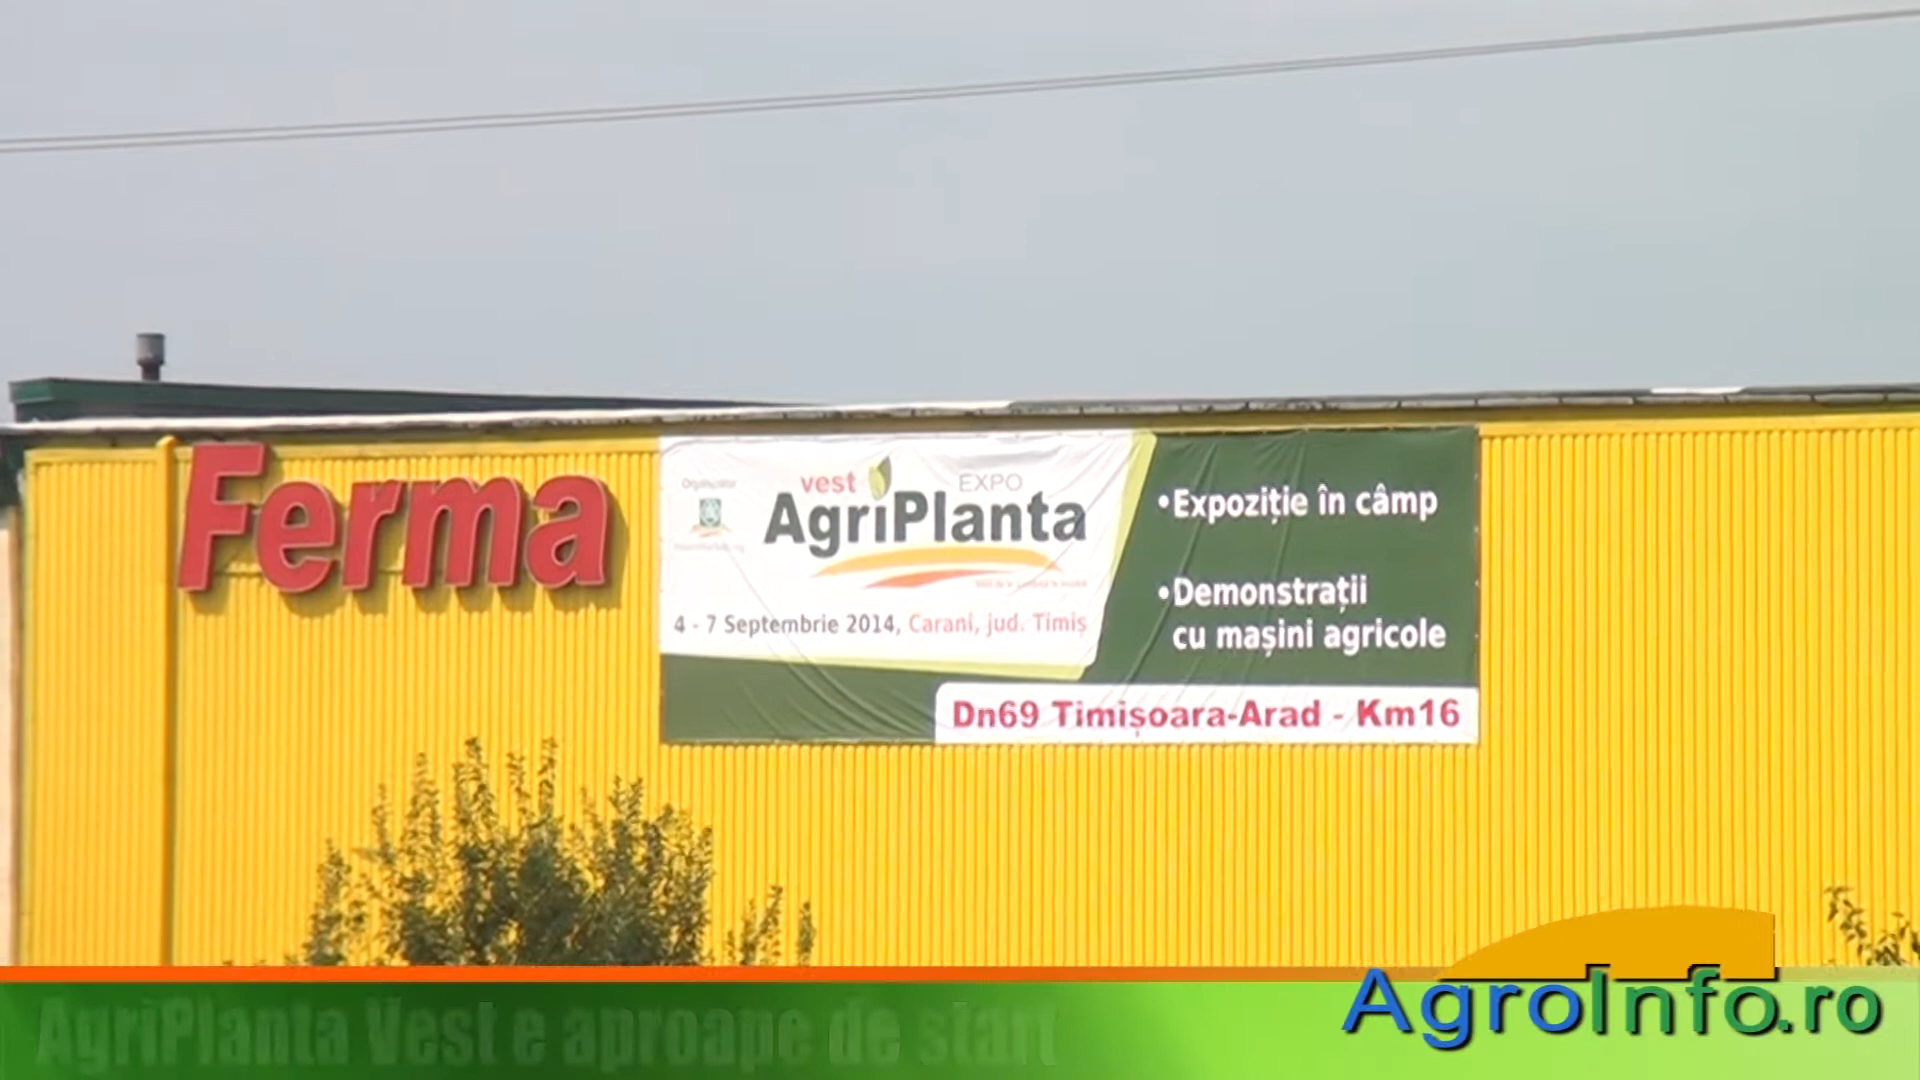 Ferma
Organizator
vest
EXPO
AgriPlanta
4 - 7 Septembrie 2014, Carani, jud. Timiș
•Expoziție în câmp
•Demonstrații
cu mașini agricole
Dn69 Timișoara-Arad - Km16
AgriPlanta Vest e aproape de start
AgroInfo.ro